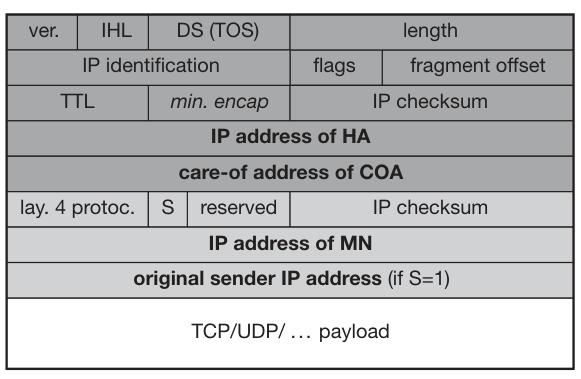 ver. IHL DS (TOS) length
IP identification flags fragment offset
TTL min. encap IP checksum
IP address of HA
care-of address of COA
lay. 4 protoc. S reserved IP checksum
IP address of MN
original sender IP address (if S=1)
TCP/UDP/ … payload